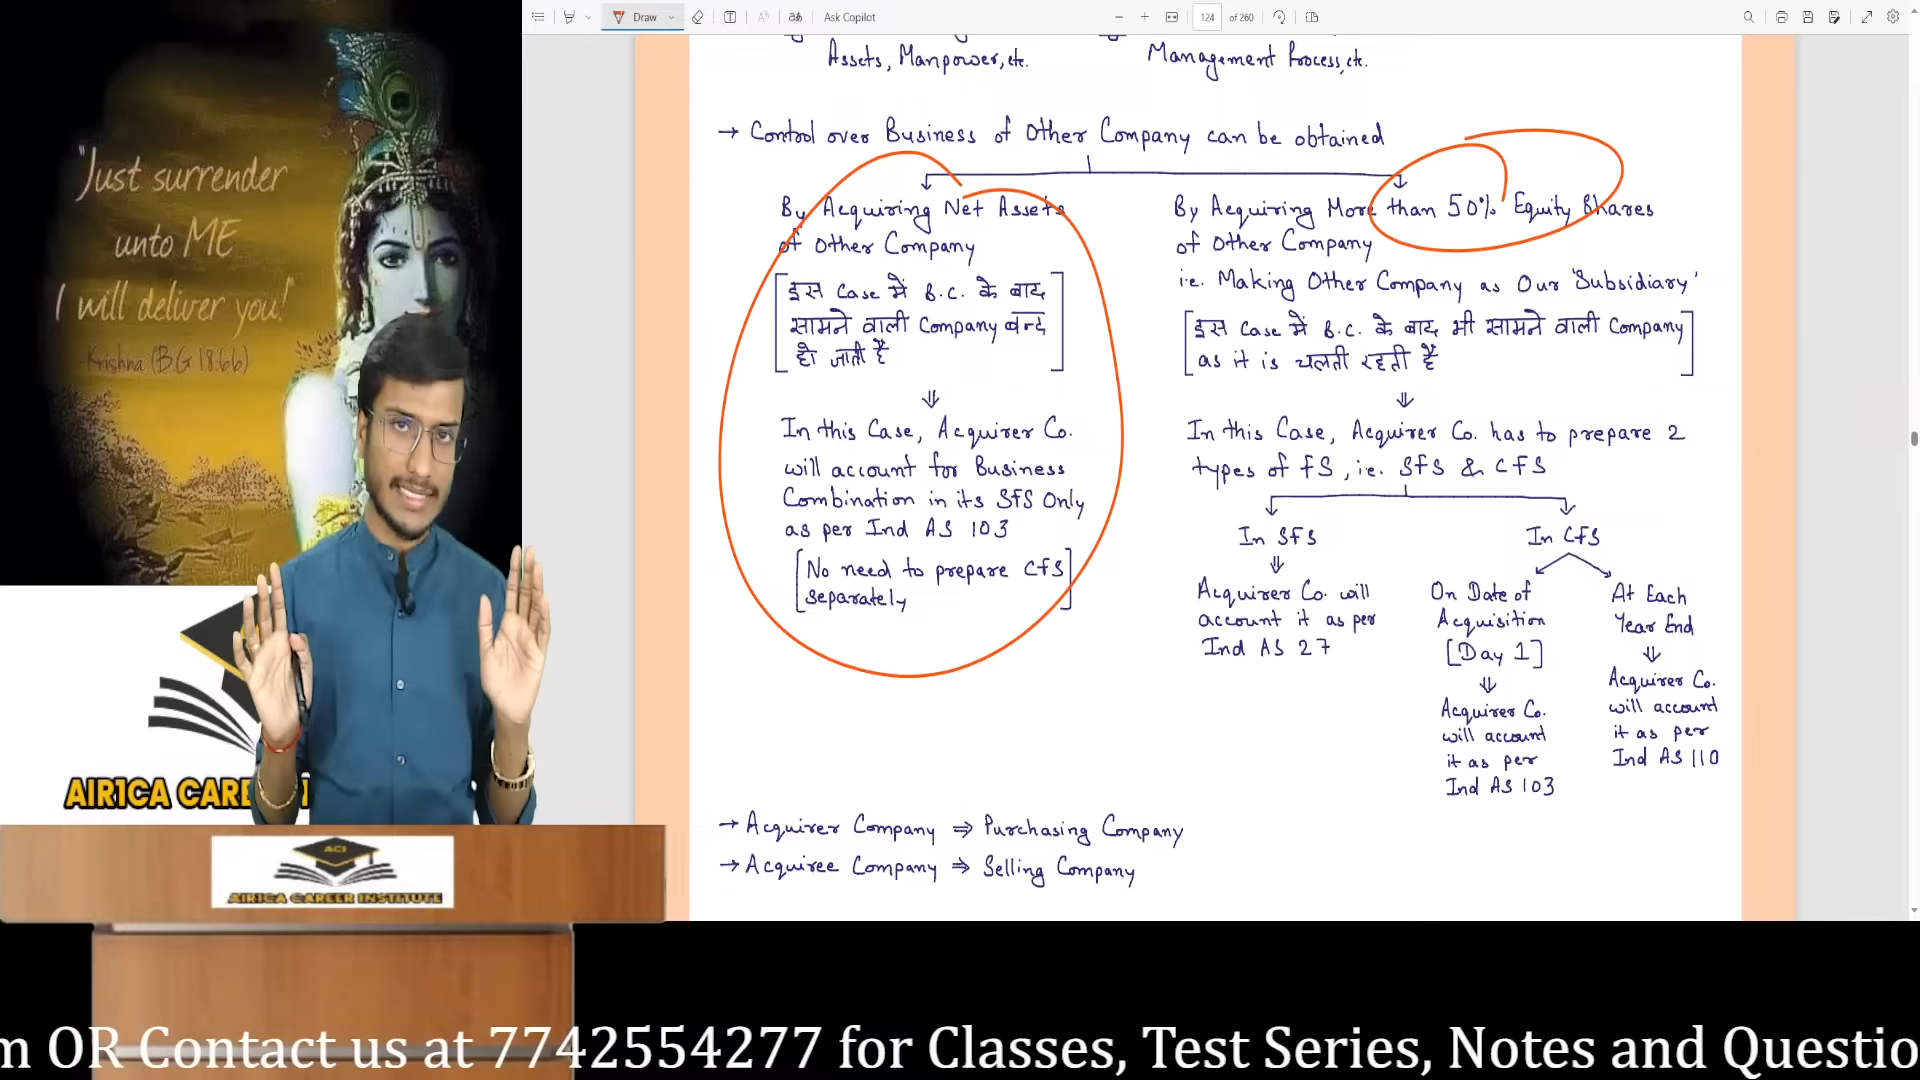 Draw
Ask Copilot
124
of 260
"Just surrender
unto ME
I will deliver you!"
-Krishna (B.G 18:66)
AIR1CA CARE
ACI
AIR1CA CAREER INSTITUTE
Assets, Manpower, etc.
Management Process, etc.
→ Control over Business of Other Company can be obtained
By Acquiring Net Assets
of Other Company
[इस Case में B.C. के बाद
सामने वाली Company बन्द
हो जाती है]
⇓
In this Case, Acquirer Co.
will account for Business
Combination in its SFS Only
as per Ind AS 103
[No need to prepare CFS
separately]
By Acquiring More than 50% Equity Shares
of Other Company
i.e. Making Other Company as Our 'Subsidiary'
[इस Case में B.C. के बाद भी सामने वाली Company
as it is चलती रहती है]
⇓
In this Case, Acquirer Co. has to prepare 2
types of FS, i.e. SFS & CFS
In SFS
⇓
Acquirer Co. will
account it as per
Ind AS 27
In CFS
On Date of
Acquisition
[Day 1]
⇓
Acquirer Co.
will account
it as per
Ind AS 103
At Each
Year End
⇓
Acquirer Co.
will account
it as per
Ind AS 110
→ Acquirer Company ⇒ Purchasing Company
→ Acquiree Company ⇒ Selling Company
m OR Contact us at 7742554277 for Classes, Test Series, Notes and Questio